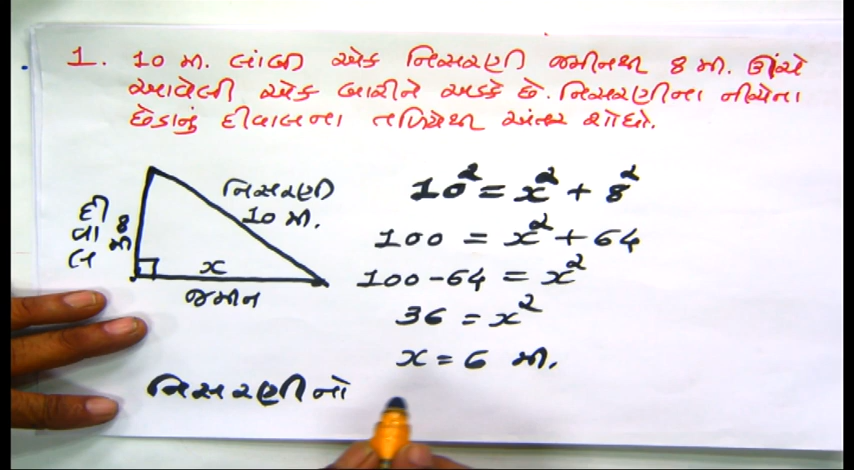 1. 10 મી. લાંબી એક નિસરણી જમીનથી 8 મી. ઊંચે
આવેલી એક બારીને અડકે છે. નિસરણીના નીચેના
છેડાનું દીવાલના તળિયેથી અંતર શોધો.
નિસરણી
10 મી.
દીવાલ
8 મી
x
જમીન
10² = x² + 8²
100 = x² + 64
100 - 64 = x²
36 = x²
x = 6 મી.
નિસરણીનો